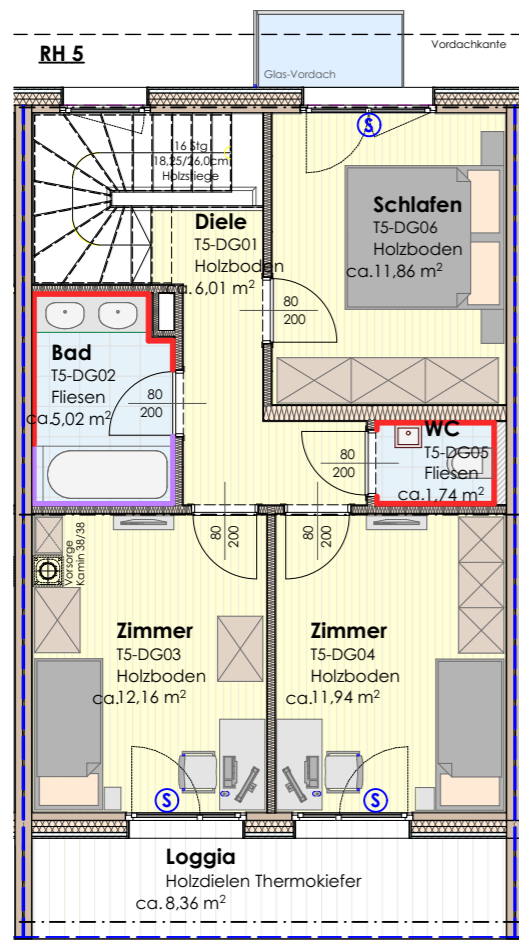 RH 5
Vordachkante
Glas-Vordach
16 Stg
18,25/26,0cm
Holzstiege
S
Diele
T5-DG01
Holzboden
ca.6,01 m²
Schlafen
T5-DG06
Holzboden
ca.11,86 m²
80
200
Bad
T5-DG02
Fliesen
ca.5,02 m²
80
200
WC
T5-DG05
Fliesen
ca.1,74 m²
80
200
80
200
80
200
Vorsorge
Kamin 38/38
Zimmer
T5-DG03
Holzboden
ca.12,16 m²
Zimmer
T5-DG04
Holzboden
ca.11,94 m²
S
S
Loggia
Holzdielen Thermokiefer
ca.8,36 m²